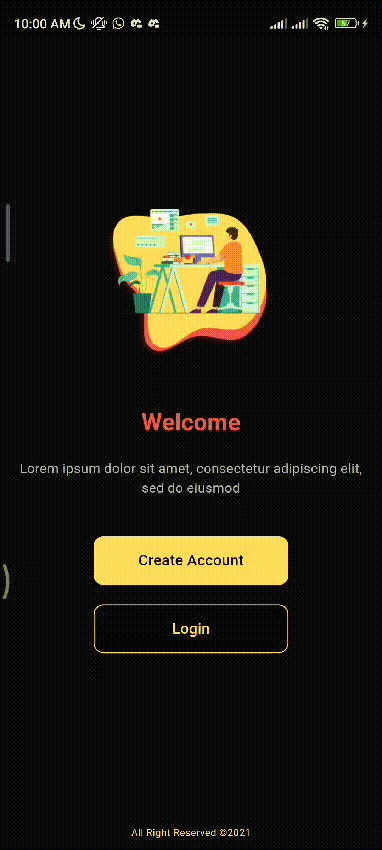 10:00 AM
57
Welcome
Lorem ipsum dolor sit amet, consectetur adipiscing elit,
sed do eiusmod
Create Account
Login
All Right Reserved ©2021